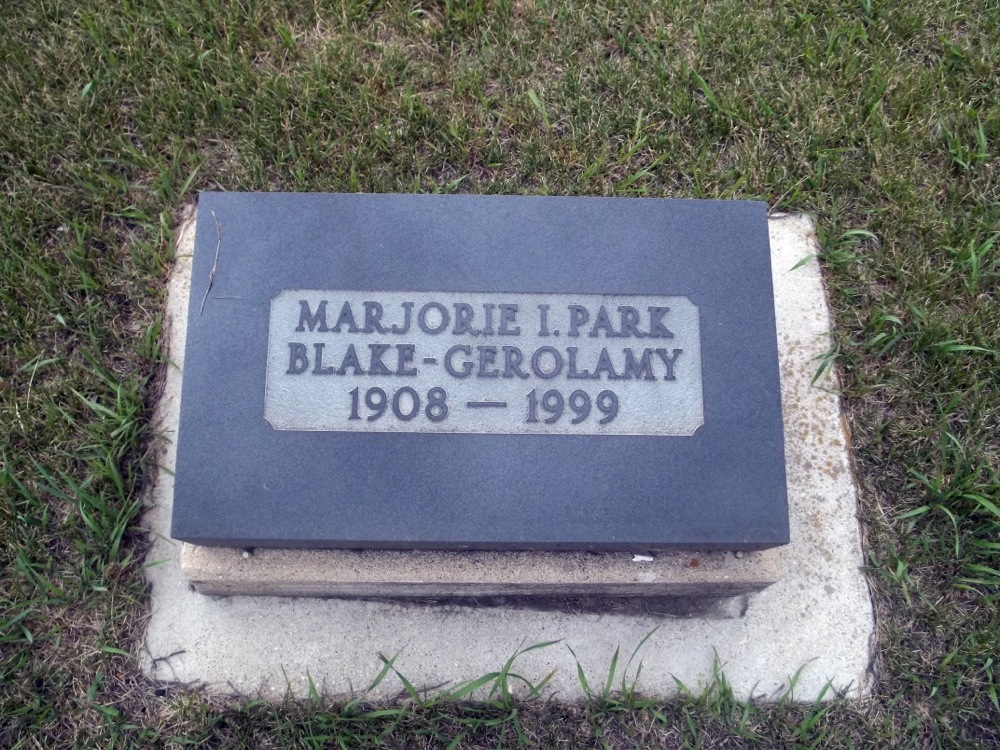 MARJORIE I. PARK
BLAKE-GEROLAMY
1908 — 1999